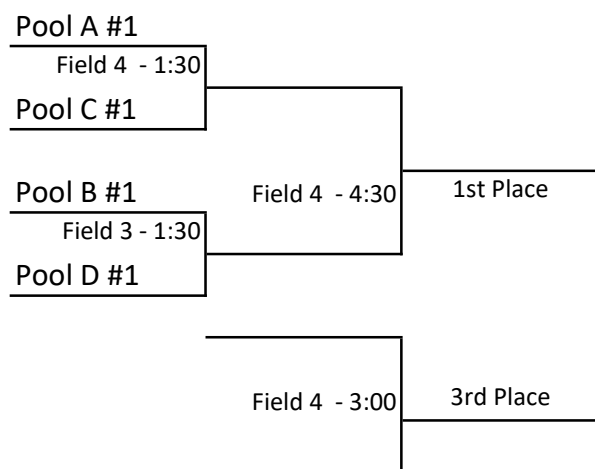 Pool A #1
Field 4 - 1:30
Pool C #1
Pool B #1
Field 4 - 4:30
1st Place
Field 3 - 1:30
Pool D #1
Field 4 - 3:00
3rd Place